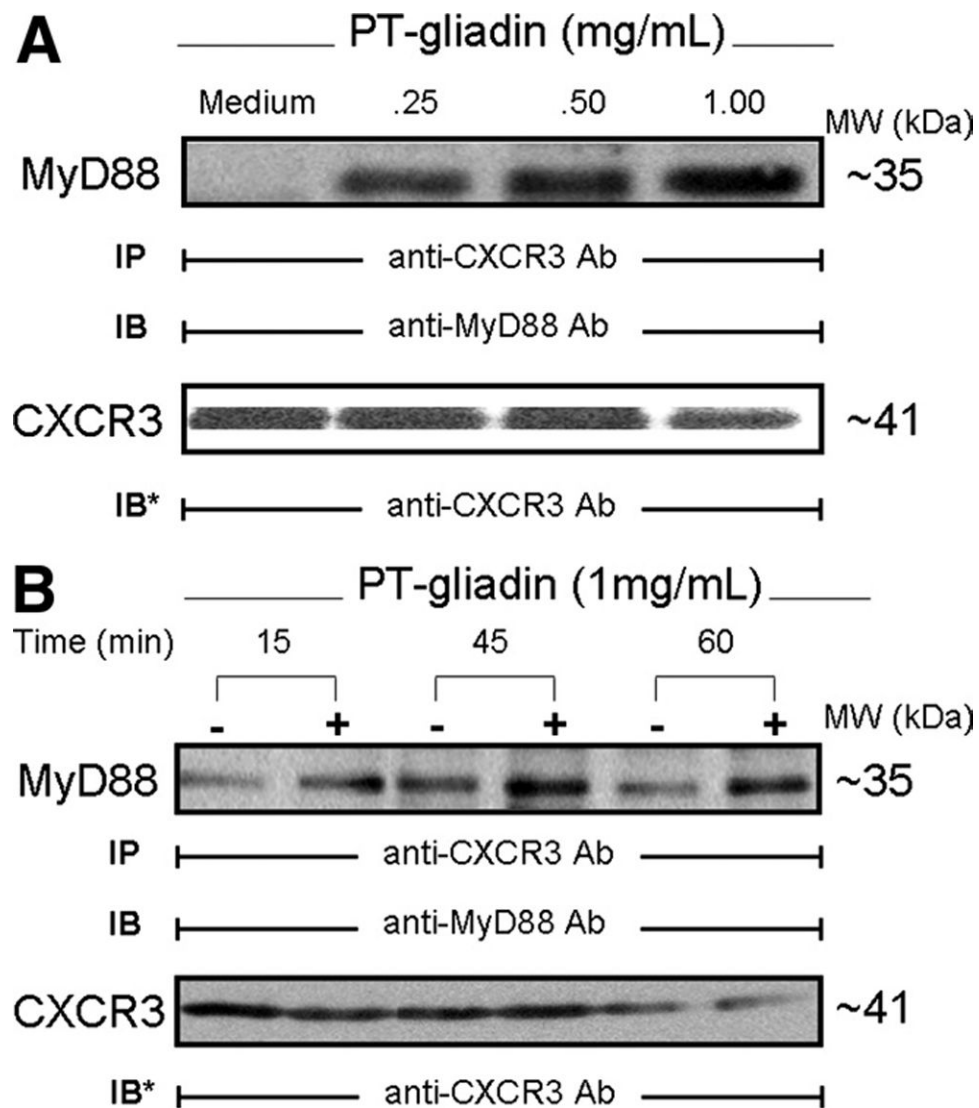 A
PT-gliadin (mg/mL)
Medium .25 .50 1.00 MW (kDa)
MyD88 ~35
IP anti-CXCR3 Ab
IB anti-MyD88 Ab
CXCR3 ~41
IB* anti-CXCR3 Ab
B
PT-gliadin (1mg/mL)
Time (min) 15 45 60
- + - + - + MW (kDa)
MyD88 ~35
IP anti-CXCR3 Ab
IB anti-MyD88 Ab
CXCR3 ~41
IB* anti-CXCR3 Ab